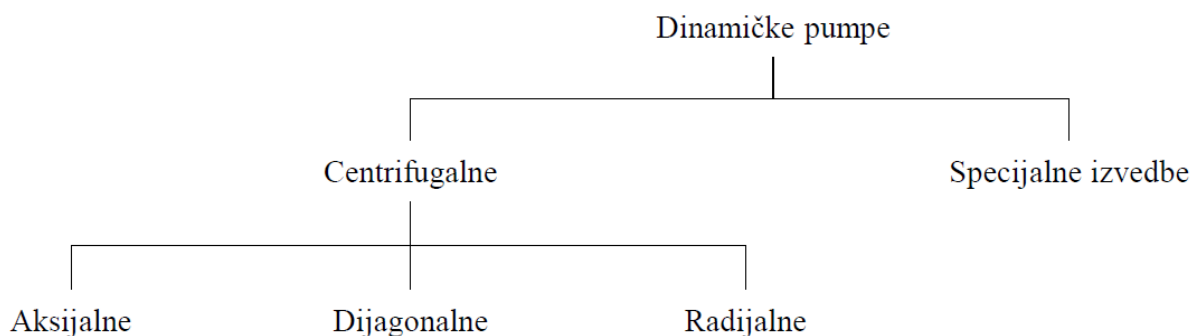 Dinamičke pumpe
Centrifugalne
Specijalne izvedbe
Aksijalne
Dijagonalne
Radijalne